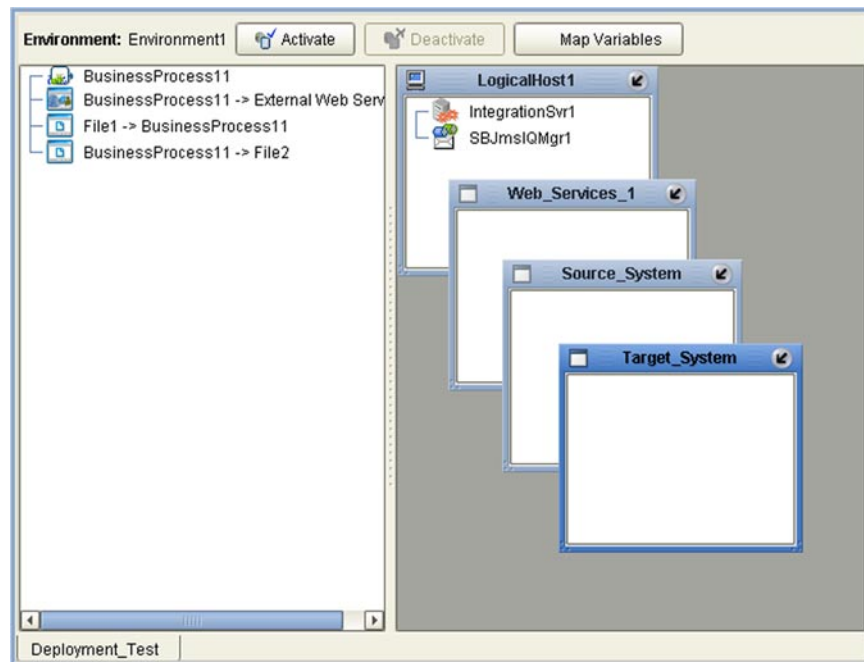 Environment: Environment1 Activate Deactivate Map Variables
BusinessProcess11
BusinessProcess11 -> External Web Serv
File1 -> BusinessProcess11
BusinessProcess11 -> File2
LogicalHost1
IntegrationSvr1
SBJmsIQMgr1
Web_Services_1
Source_System
Target_System
Deployment_Test